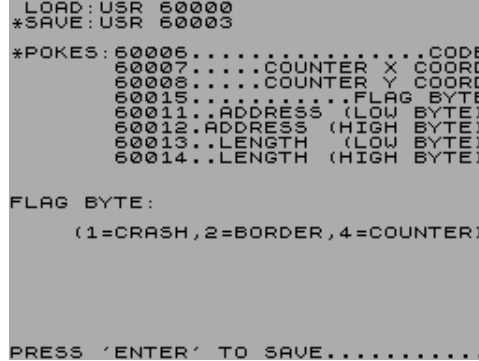 LOAD:USR 60000
*SAVE:USR 60003
*POKES:60006................CODE
60007.....COUNTER X COORD
60008.....COUNTER Y COORD
60015...........FLAG BYTE
60011..ADDRESS (LOW BYTE)
60012.ADDRESS (HIGH BYTE)
60013..LENGTH (LOW BYTE)
60014..LENGTH (HIGH BYTE)
FLAG BYTE:
(1=CRASH,2=BORDER,4=COUNTER)
PRESS 'ENTER' TO SAVE...........